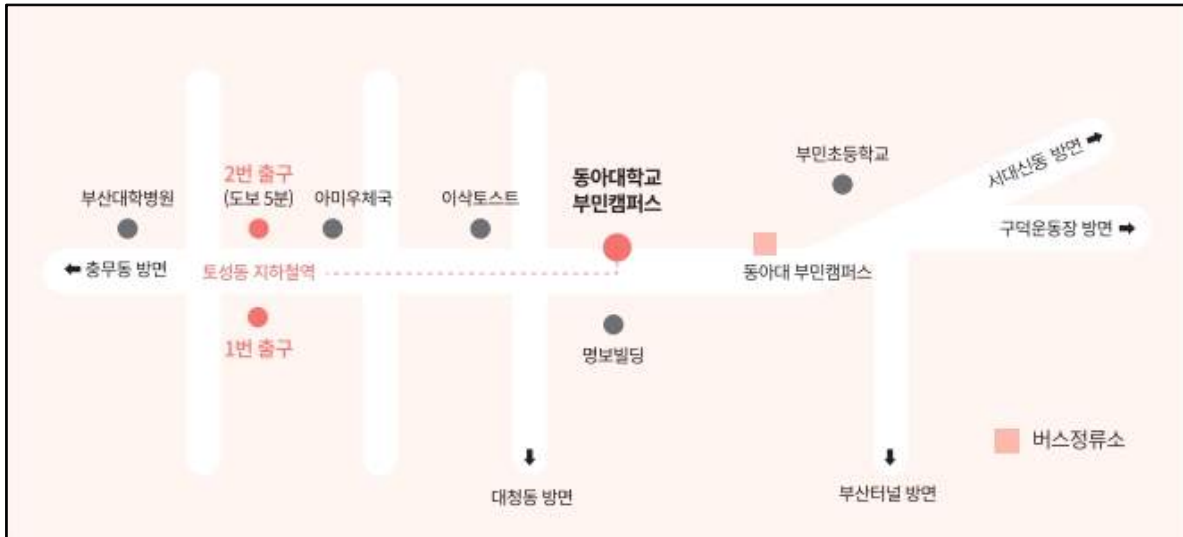 부민초등학교
서대신동 방면
2번 출구
(도보 5분)
부산대학병원
아미우체국
이삭토스트
동아대학교
부민캠퍼스
구덕운동장 방면
충무동 방면
토성동 지하철역
동아대 부민캠퍼스
1번 출구
명보빌딩
버스정류소
대청동 방면
부산터널 방면